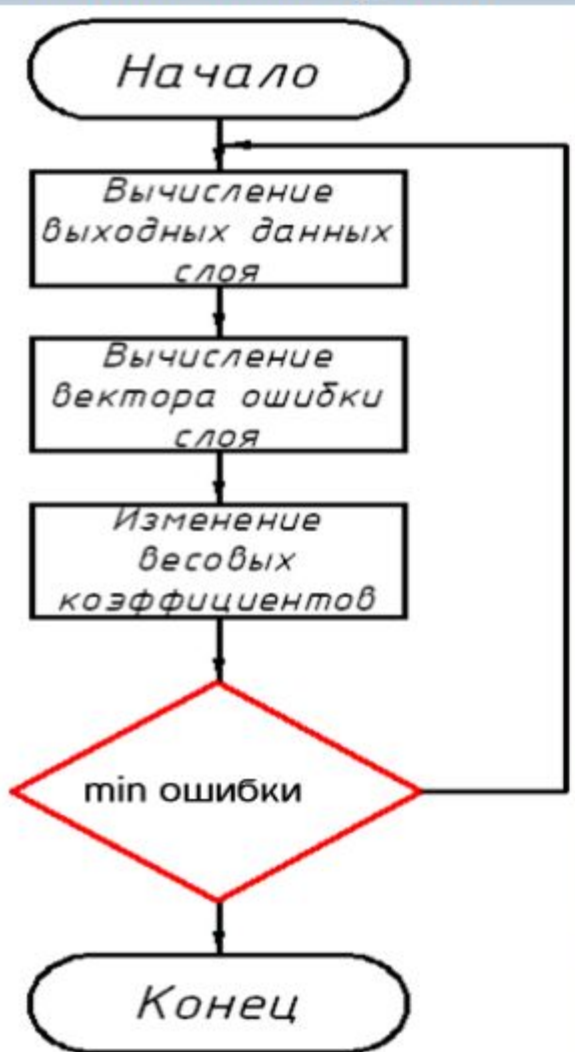 Начало
Вычисление
выходных данных
слоя
Вычисление
вектора ошибки
слоя
Изменение
весовых
коэффициентов
min ошибки
Конец